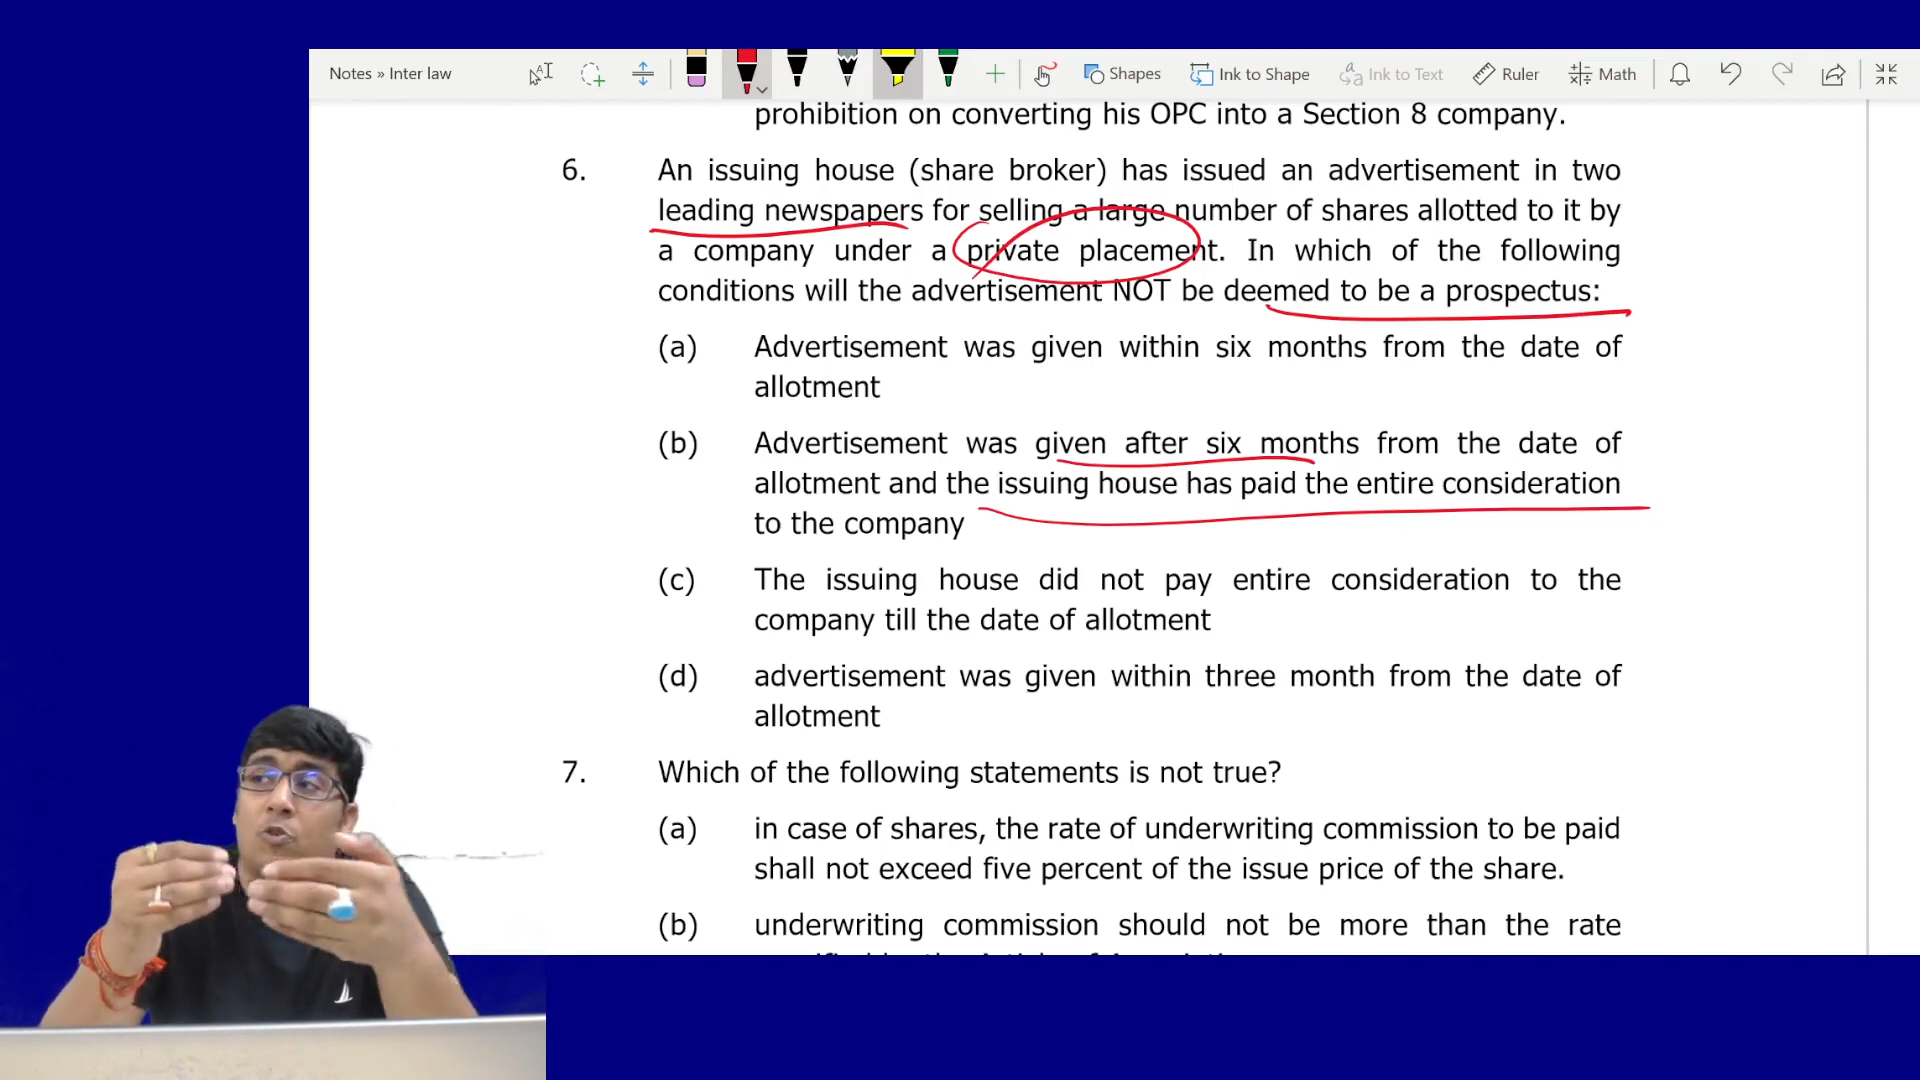 Notes » Inter law
Shapes
Ink to Shape
Ink to Text
Ruler
Math
prohibition on converting his OPC into a Section 8 company.
6. An issuing house (share broker) has issued an advertisement in two
leading newspapers for selling a large number of shares allotted to it by
a company under a private placement. In which of the following
conditions will the advertisement NOT be deemed to be a prospectus:
(a) Advertisement was given within six months from the date of
allotment
(b) Advertisement was given after six months from the date of
allotment and the issuing house has paid the entire consideration
to the company
(c) The issuing house did not pay entire consideration to the
company till the date of allotment
(d) advertisement was given within three month from the date of
allotment
7. Which of the following statements is not true?
(a) in case of shares, the rate of underwriting commission to be paid
shall not exceed five percent of the issue price of the share.
(b) underwriting commission should not be more than the rate